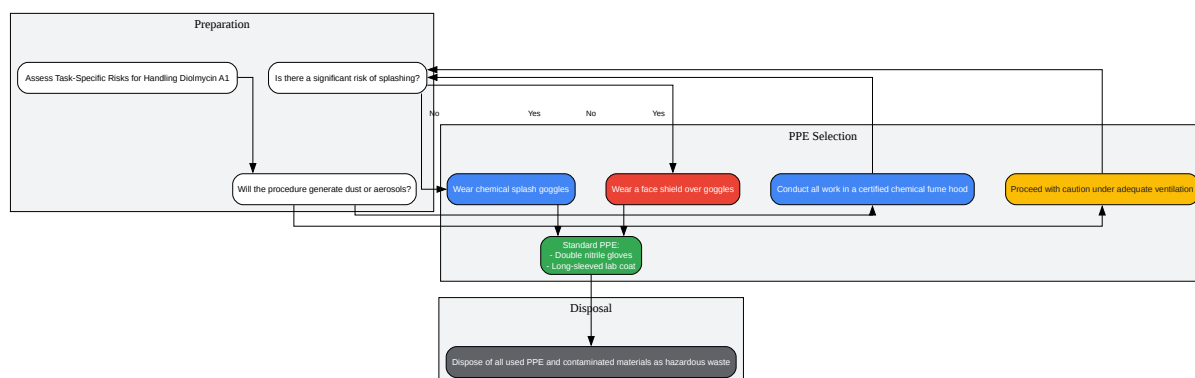 Preparation
Assess Task-Specific Risks for Handling Diolmycin A1
Is there a significant risk of splashing?
No
Yes
No
Yes
PPE Selection
Will the procedure generate dust or aerosols?
Wear chemical splash goggles
Wear a face shield over goggles
Conduct all work in a certified chemical fume hood
Proceed with caution under adequate ventilation
Standard PPE:
- Double nitrile gloves
- Long-sleeved lab coat
Disposal
Dispose of all used PPE and contaminated materials as hazardous waste